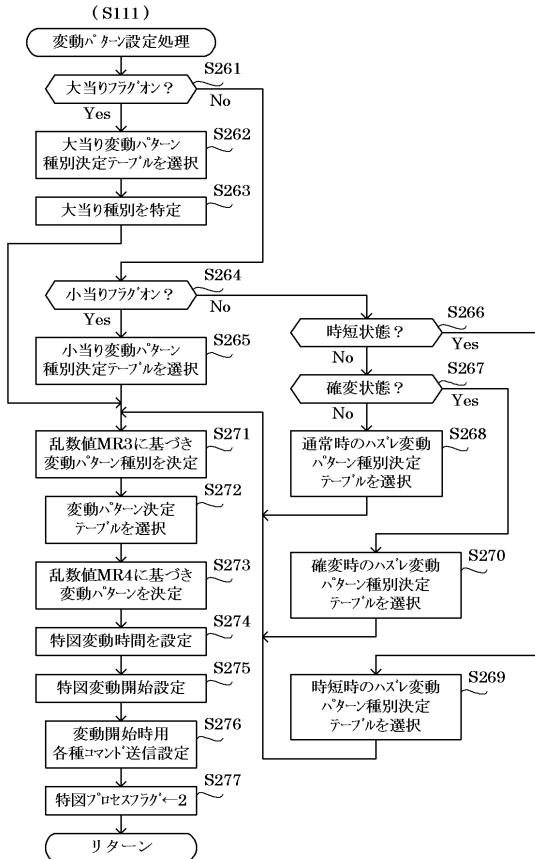 (S111)
変動パターン設定処理
S261
大当りフラグオン？
Yes
No
S262
大当り変動パターン
種別決定テーブルを選択
S263
大当り種別を特定
S264
小当りフラグオン？
Yes
No
S265
小当り変動パターン
種別決定テーブルを選択
S266
時短状態？
Yes
No
S267
確変状態？
Yes
No
S268
通常時のハズレ変動
パターン種別決定
テーブルを選択
S271
乱数値MR3に基づき
変動パターン種別を決定
S272
変動パターン決定
テーブルを選択
S270
確変時のハズレ変動
パターン種別決定
テーブルを選択
S273
乱数値MR4に基づき
変動パターンを決定
S274
特図変動時間を設定
S275
特図変動開始設定
S269
時短時のハズレ変動
パターン種別決定
テーブルを選択
S276
変動開始時用
各種コマンド送信設定
S277
特図プロセスフラグ←2
リターン